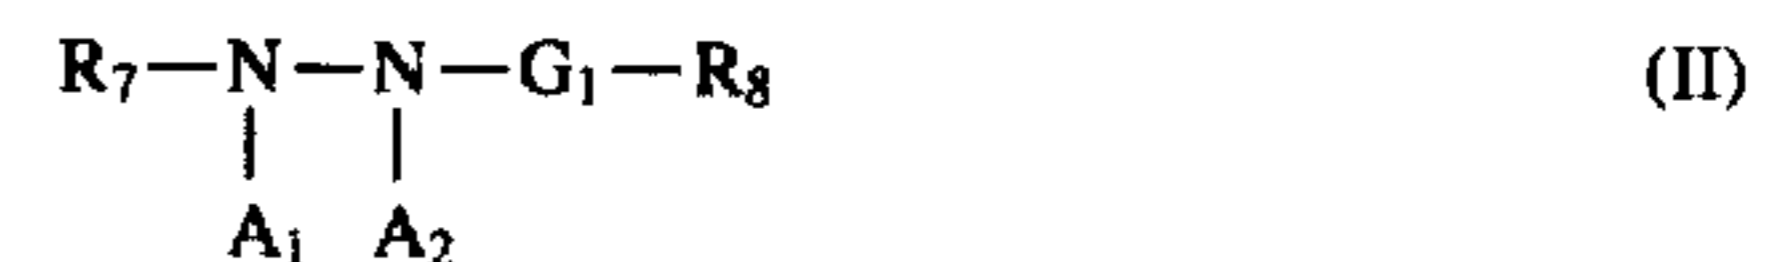 R₇—N—N—G₁—R₈ (II)
A₁ A₂